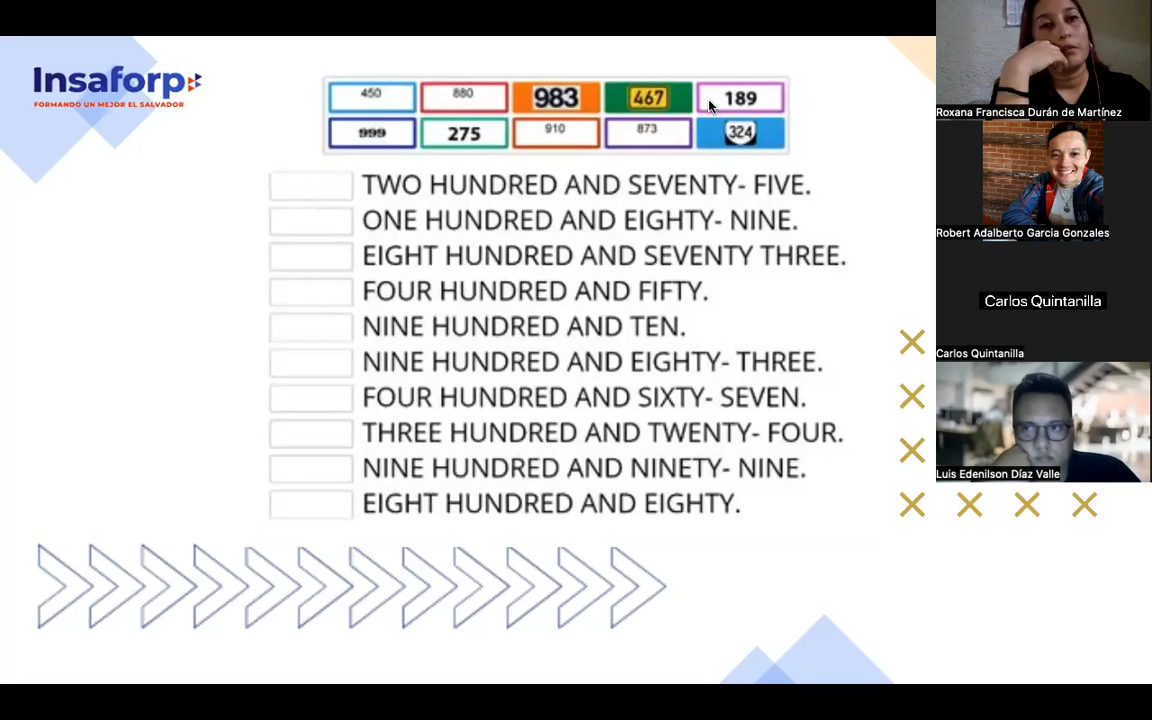 Insaforp
FORMANDO UN MEJOR EL SALVADOR
450 880 983 467 189
999 275 910 873 324
TWO HUNDRED AND SEVENTY- FIVE.
ONE HUNDRED AND EIGHTY- NINE.
EIGHT HUNDRED AND SEVENTY THREE.
FOUR HUNDRED AND FIFTY.
NINE HUNDRED AND TEN.
NINE HUNDRED AND EIGHTY- THREE.
FOUR HUNDRED AND SIXTY- SEVEN.
THREE HUNDRED AND TWENTY- FOUR.
NINE HUNDRED AND NINETY- NINE.
EIGHT HUNDRED AND EIGHTY.
Roxana Francisca Durán de Martínez
Robert Adalberto Garcia Gonzales
Carlos Quintanilla
Carlos Quintanilla
Luis Edenilson Díaz Valle